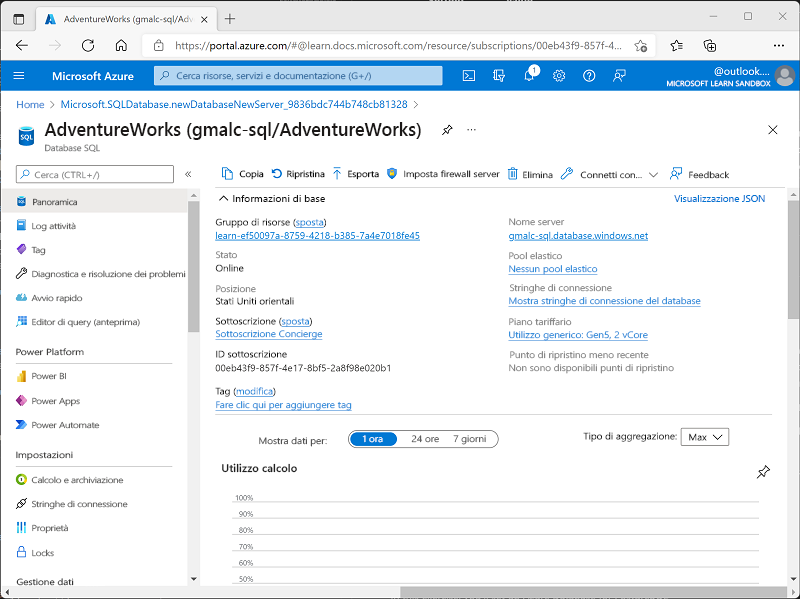 AdventureWorks (gmalc-sql/Adv
https://portal.azure.com/#@learn.docs.microsoft.com/resource/subscriptions/00eb43f9-857f-4...
Microsoft Azure
Cerca risorse, servizi e documentazione (G+/)
1
@outlook....
MICROSOFT LEARN SANDBOX
Home > Microsoft.SQLDatabase.newDatabaseNewServer_9836bdc744b748cb81328 >
SQL
AdventureWorks (gmalc-sql/AdventureWorks)
Database SQL
Cerca (CTRL+/)
Copia Ripristina Esporta Imposta firewall server Elimina Connetti con... Feedback
Panoramica
Log attività
Tag
Diagnostica e risoluzione dei problemi
Avvio rapido
Editor di query (anteprima)
Power Platform
Power BI
Power Apps
Power Automate
Impostazioni
Calcolo e archiviazione
Stringhe di connessione
Proprietà
Locks
Gestione dati
Informazioni di base
Visualizzazione JSON
Gruppo di risorse (sposta)
learn-ef50097a-8759-4218-b385-7a4e7018fe45
Stato
Online
Posizione
Stati Uniti orientali
Sottoscrizione (sposta)
Sottoscrizione Concierge
ID sottoscrizione
00eb43f9-857f-4e17-8bf5-2a8f98e020b1
Tag (modifica)
Fare clic qui per aggiungere tag
Nome server
gmalc-sql.database.windows.net
Pool elastico
Nessun pool elastico
Stringhe di connessione
Mostra stringhe di connessione del database
Piano tariffario
Utilizzo generico: Gen5, 2 vCore
Punto di ripristino meno recente
Non sono disponibili punti di ripristino
Mostra dati per: 1 ora 24 ore 7 giorni
Tipo di aggregazione: Max
Utilizzo calcolo
100%
90%
80%
70%
60%
50%